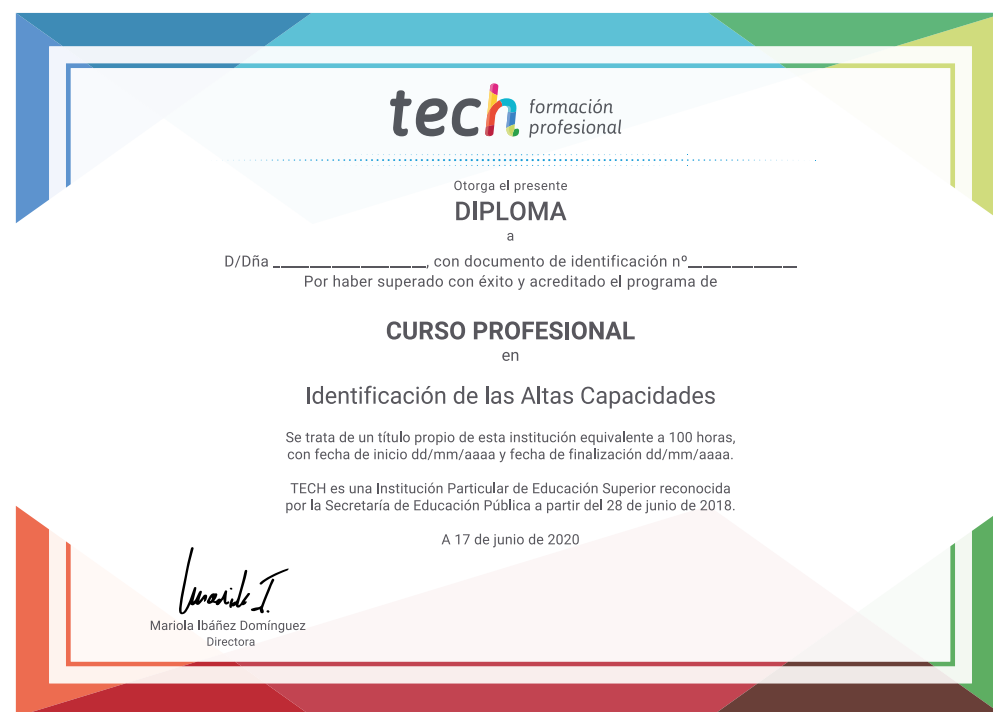 tech formación
profesional
Otorga el presente
DIPLOMA
a
D/Dña ____________________, con documento de identificación nº______________
Por haber superado con éxito y acreditado el programa de
CURSO PROFESIONAL
en
Identificación de las Altas Capacidades
Se trata de un título propio de esta institución equivalente a 100 horas,
con fecha de inicio dd/mm/aaaa y fecha de finalización dd/mm/aaaa.
TECH es una Institución Particular de Educación Superior reconocida
por la Secretaría de Educación Pública a partir del 28 de junio de 2018.
A 17 de junio de 2020
Mariola Ibáñez Domínguez
Directora